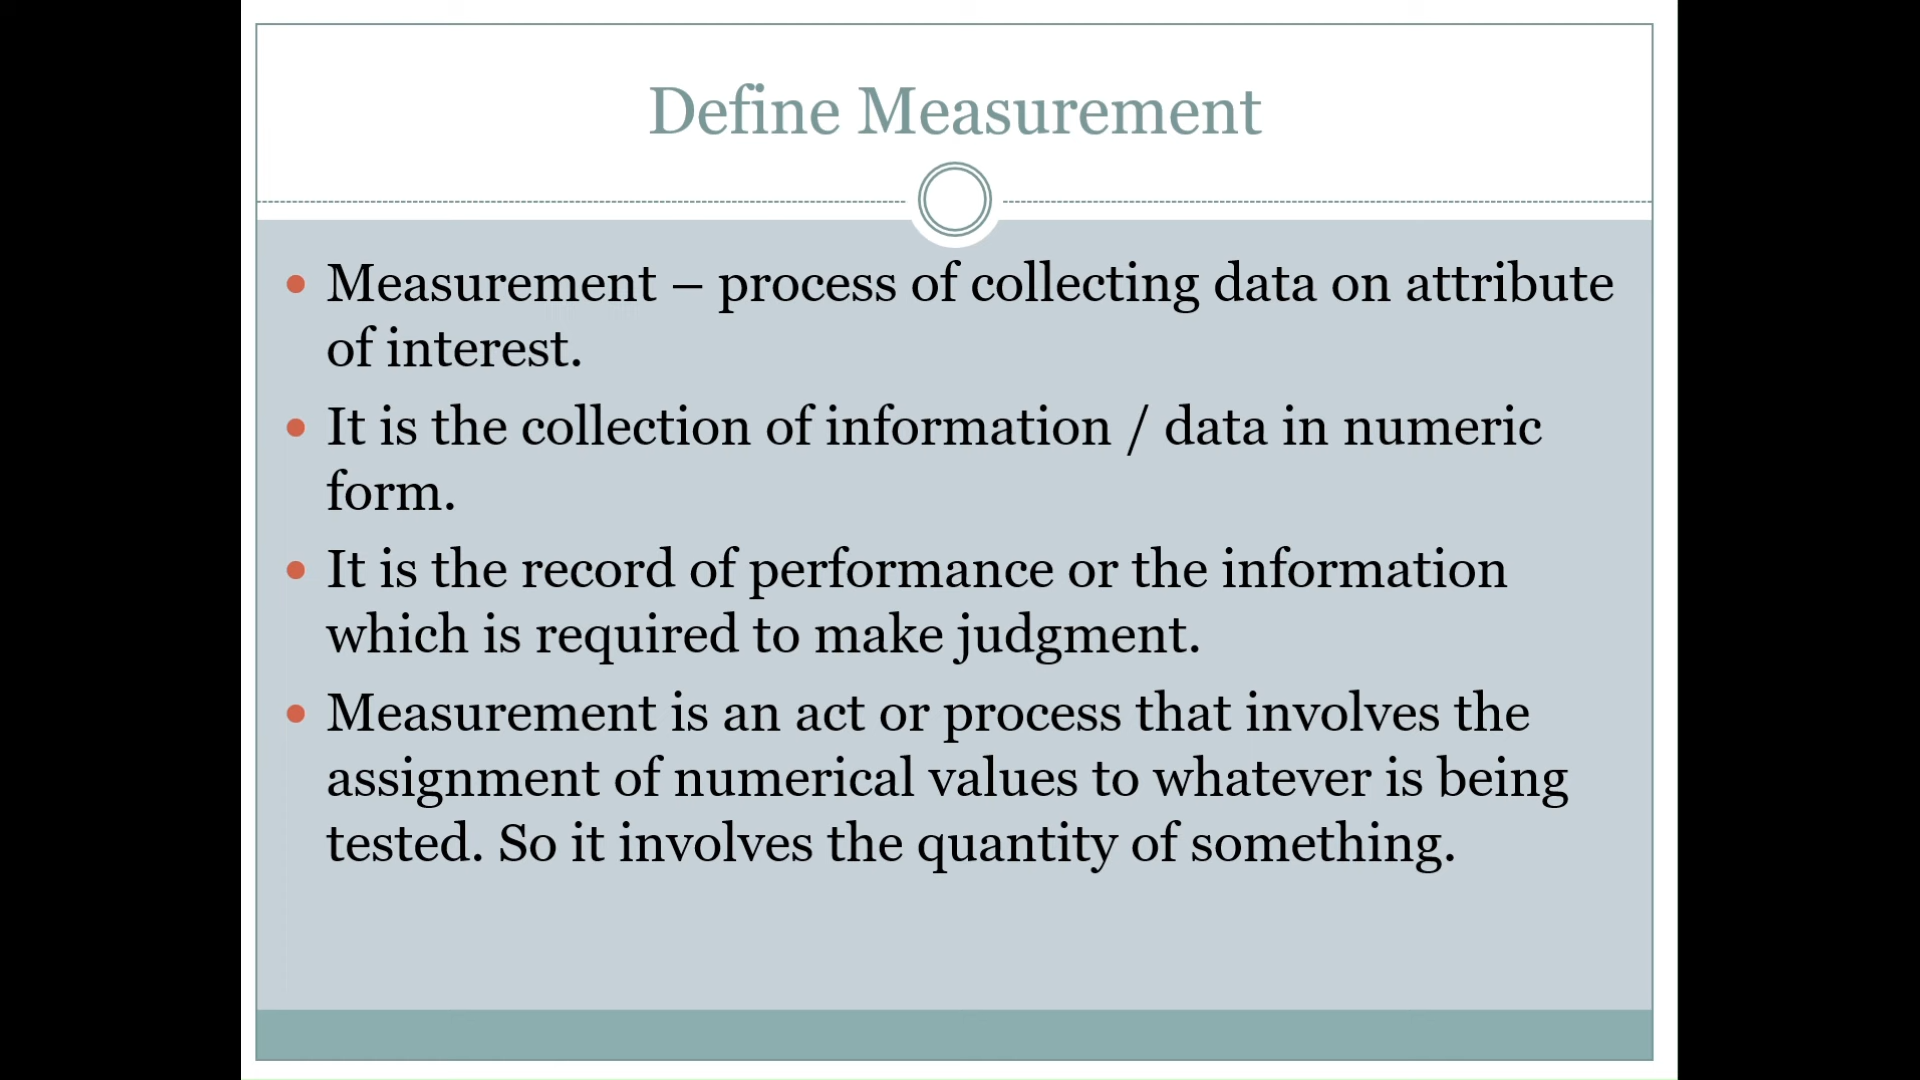 Define Measurement
• Measurement – process of collecting data on attribute
of interest.
• It is the collection of information / data in numeric
form.
• It is the record of performance or the information
which is required to make judgment.
• Measurement is an act or process that involves the
assignment of numerical values to whatever is being
tested. So it involves the quantity of something.